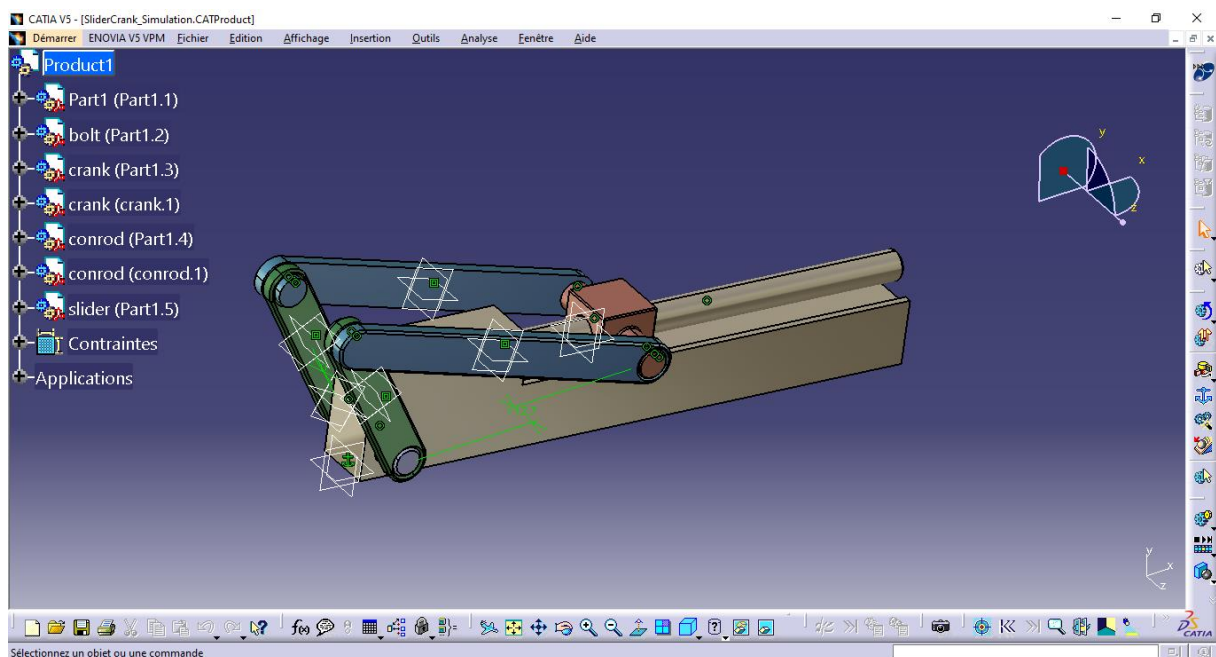 CATIA V5 - [SliderCrank_Simulation.CATProduct]
Démarrer ENOVIA V5 VPM Fichier Edition Affichage Insertion Outils Analyse Fenêtre Aide
Product1
Part1 (Part1.1)
bolt (Part1.2)
crank (Part1.3)
crank (crank.1)
conrod (Part1.4)
conrod (conrod.1)
slider (Part1.5)
Contraintes
Applications
y
x
z
y
x
z
f(x)
CATIA
Sélectionnez un objet ou une commande